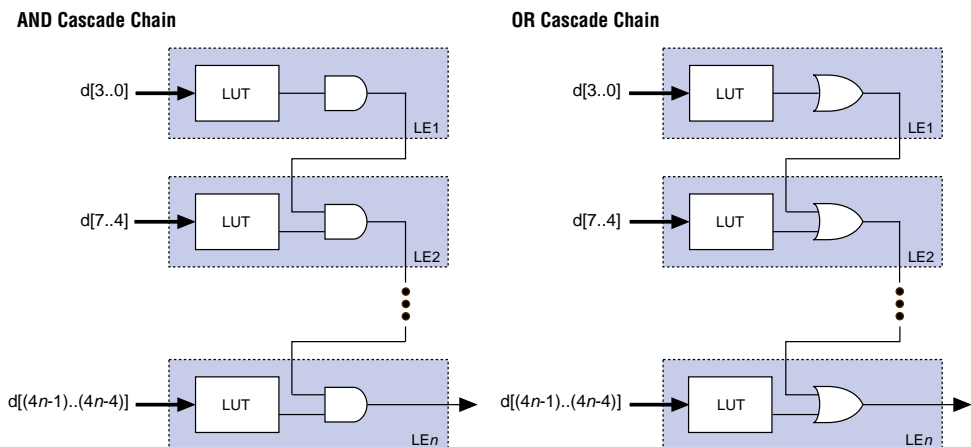 AND Cascade Chain
d[3..0]
LUT
LE1
d[7..4]
LUT
LE2
d[(4n-1)..(4n-4)]
LUT
LEn
OR Cascade Chain
d[3..0]
LUT
LE1
d[7..4]
LUT
LE2
d[(4n-1)..(4n-4)]
LUT
LEn